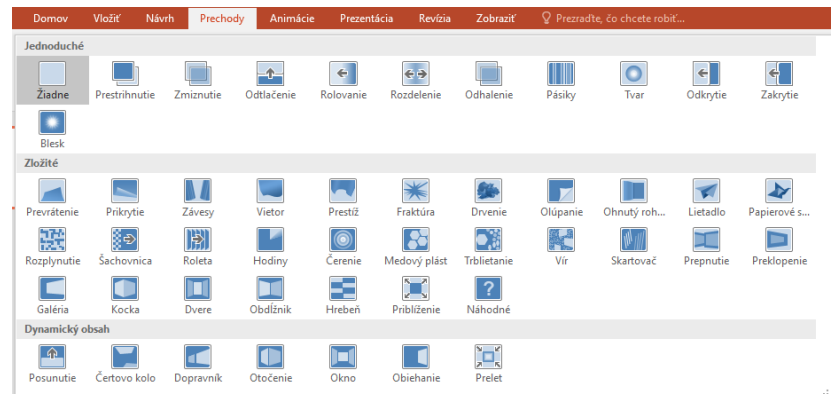 Domov Vložiť Návrh Prechody Animácie Prezentácia Revízia Zobraziť Prezraďte, čo chcete robiť...
Jednoduché
Žiadne Prestrihnutie Zmiznutie Odtlačenie Rolovanie Rozdelenie Odhalenie Pásiky Tvar Odkrytie Zakrytie
Blesk
Zložité
Prevrátenie Prikrytie Závesy Vietor Prestíž Fraktúra Drvenie Olúpanie Ohnutý roh... Lietadlo Papierové s...
Rozplynutie Šachovnica Roleta Hodiny Čerenie Medový plást Trblietanie Vír Skartovač Prepnutie Preklopenie
Galéria Kocka Dvere Obdĺžnik Hrebeň Priblíženie Náhodné
Dynamický obsah
Posunutie Čertovo kolo Dopravník Otočenie Okno Obiehanie Prelet